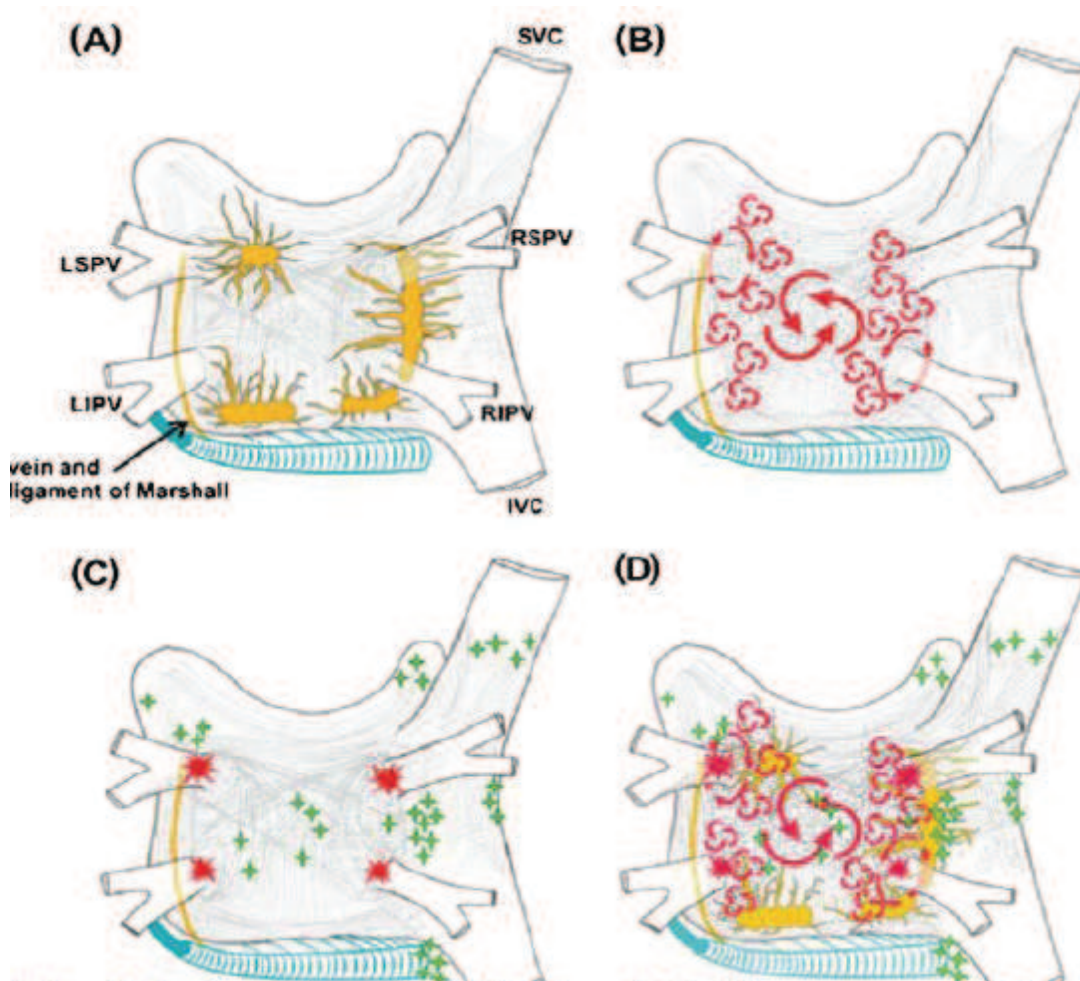 (A)
SVC
(B)
LSPV
RSPV
LIPV
RIPV
vein and
ligament of Marshall
IVC
(C)
(D)